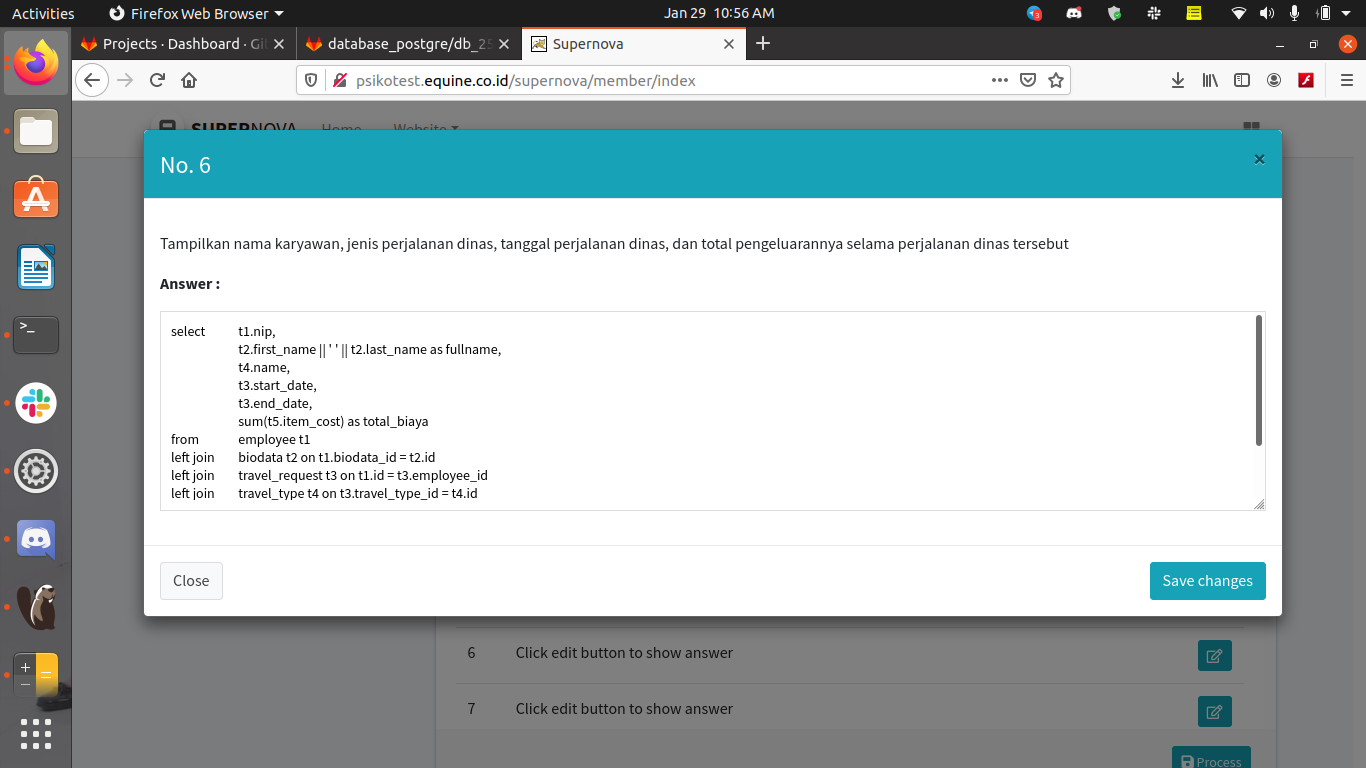 Activities
Firefox Web Browser
Jan 29 10:56 AM
Projects · Dashboard · Gi
database_postgre/db_25
Supernova
psikotest.equine.co.id/supernova/member/index
SUPERNOVA
Home
Website
No. 6
×
Tampilkan nama karyawan, jenis perjalanan dinas, tanggal perjalanan dinas, dan total pengeluarannya selama perjalanan dinas tersebut
Answer :
select t1.nip,
t2.first_name || ' ' || t2.last_name as fullname,
t4.name,
t3.start_date,
t3.end_date,
sum(t5.item_cost) as total_biaya
from employee t1
left join biodata t2 on t1.biodata_id = t2.id
left join travel_request t3 on t1.id = t3.employee_id
left join travel_type t4 on t3.travel_type_id = t4.id
Close
Save changes
6 Click edit button to show answer
7 Click edit button to show answer
Process